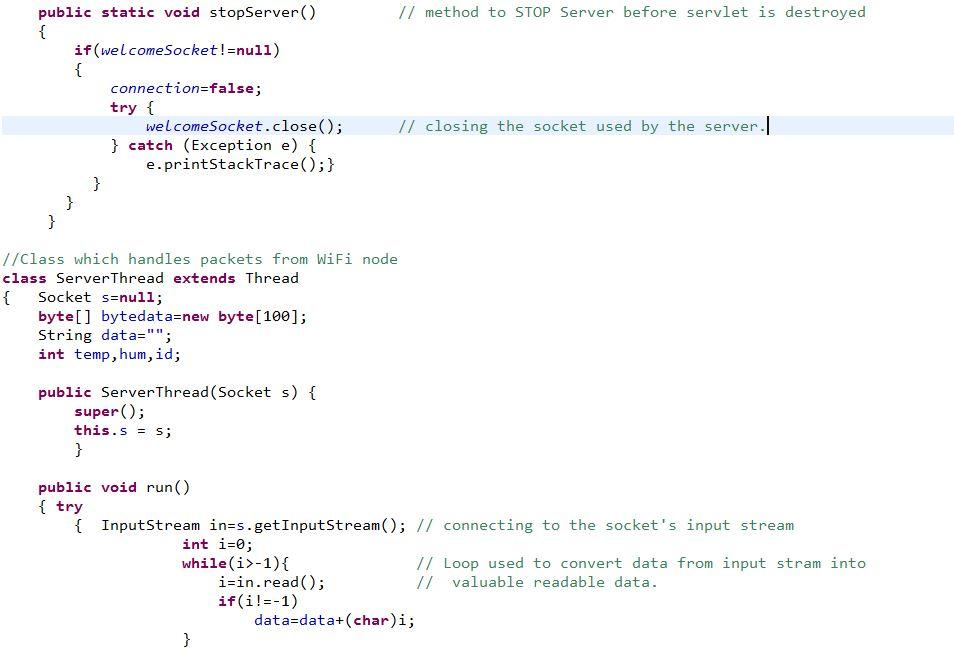 public static void stopServer()         // method to STOP Server before servlet is destroyed
    {
        if(welcomeSocket!=null)
        {
            connection=false;
            try {
                welcomeSocket.close();      // closing the socket used by the server.
            } catch (Exception e) {
                e.printStackTrace();}
          }
       }
     }

//Class which handles packets from WiFi node
class ServerThread extends Thread
{   Socket s=null;
    byte[] bytedata=new byte[100];
    String data="";
    int temp,hum,id;

    public ServerThread(Socket s) {
        super();
        this.s = s;
        }

    public void run()
    { try
        {  InputStream in=s.getInputStream(); // connecting to the socket's input stream
                    int i=0;
                    while(i>-1){              // Loop used to convert data from input stram into
                        i=in.read();          //  valuable readable data.
                        if(i!=-1)
                            data=data+(char)i;
                    }